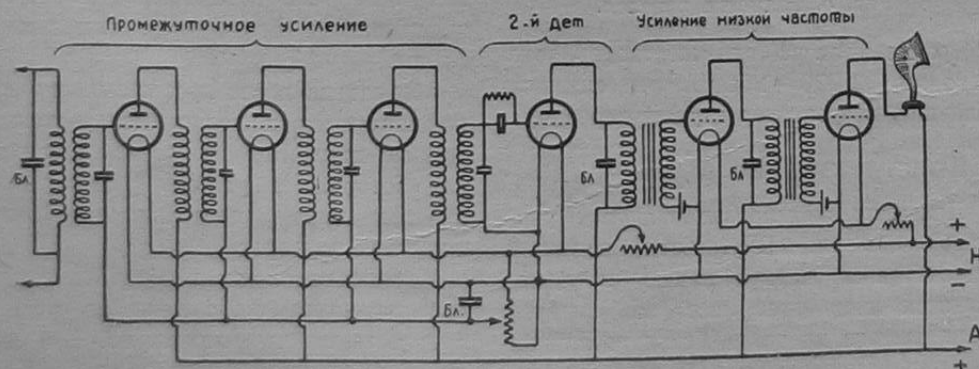 Промежуточное усиление
2-й дет
Усиление низкой частоты
Бл
Бл
Бл
Бл.
+
Н
−
А
+